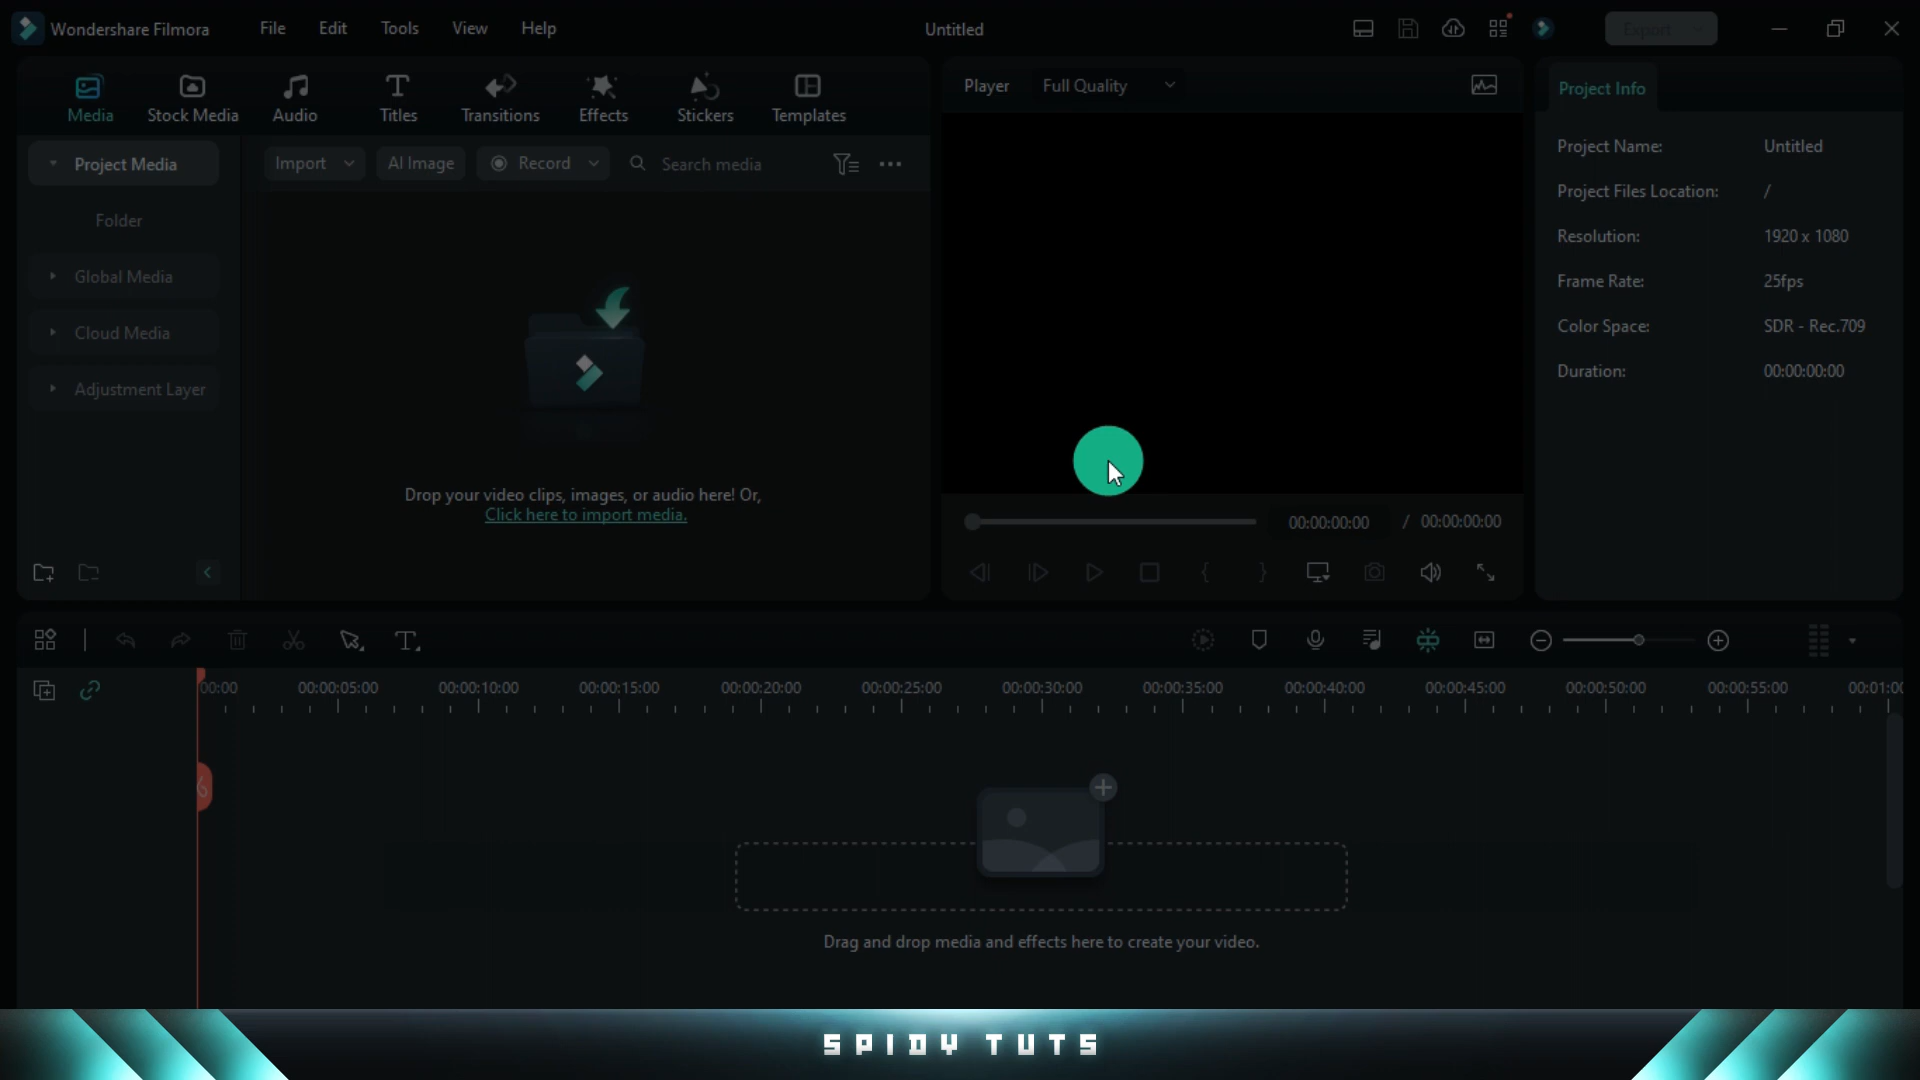 Wondershare Filmora
File
Edit
Tools
View
Help
Untitled
Export
Media
Stock Media
Audio
Titles
Transitions
Effects
Stickers
Templates
Player
Full Quality
Project Info
Project Media
Import
AI Image
Record
Search media
Folder
Global Media
Cloud Media
Adjustment Layer
Drop your video clips, images, or audio here! Or,
Click here to import media.
00:00:00:00 / 00:00:00:00
Project Name: Untitled
Project Files Location: /
Resolution: 1920 x 1080
Frame Rate: 25fps
Color Space: SDR - Rec.709
Duration: 00:00:00:00
00:00 00:00:05:00 00:00:10:00 00:00:15:00 00:00:20:00 00:00:25:00 00:00:30:00 00:00:35:00 00:00:40:00 00:00:45:00 00:00:50:00 00:00:55:00 00:01:00
Drag and drop media and effects here to create your video.
SPIDY TUTS